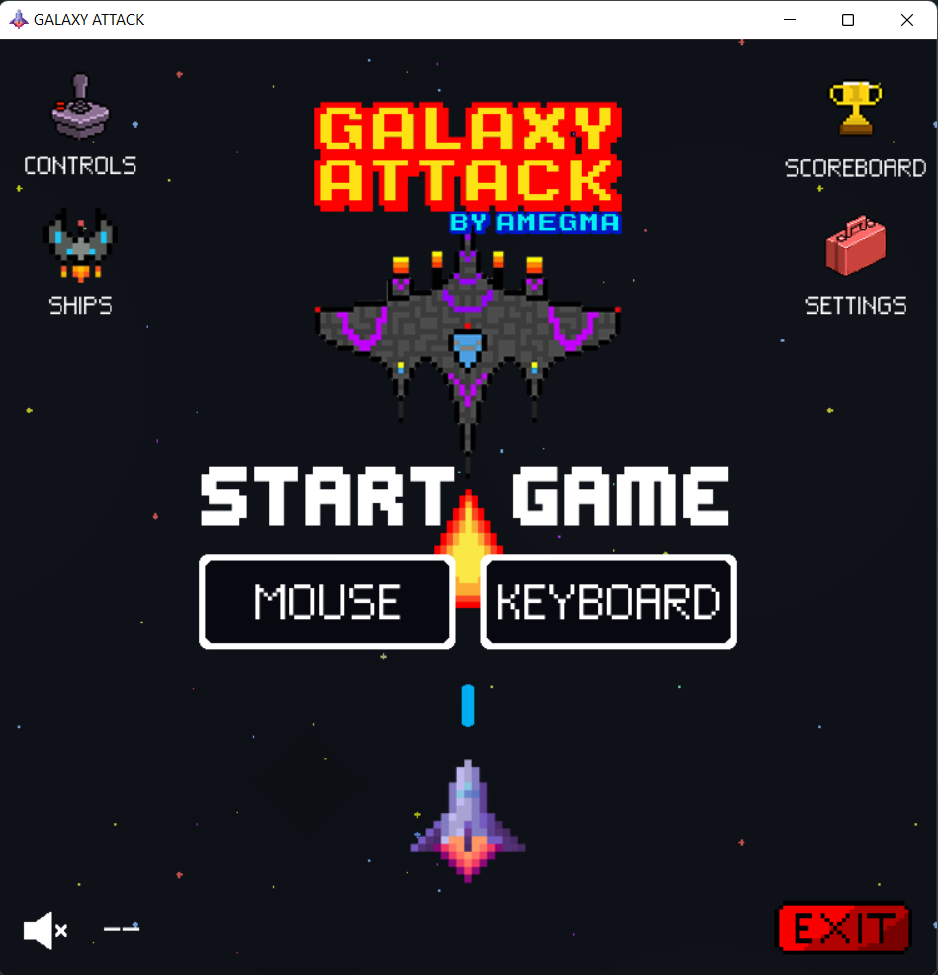 GALAXY ATTACK
CONTROLS
SHIPS
GALAXY
ATTACK
BY AMEGMA
SCOREBOARD
SETTINGS
START GAME
MOUSE
KEYBOARD
--
EXIT